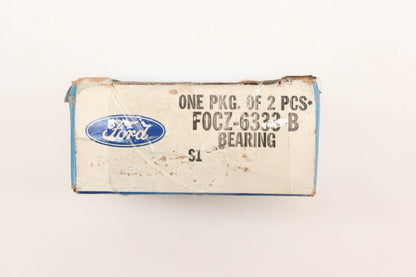 ONE PKG. OF 2 PCS.
Ford
FOCZ-6333-B
BEARING
S1